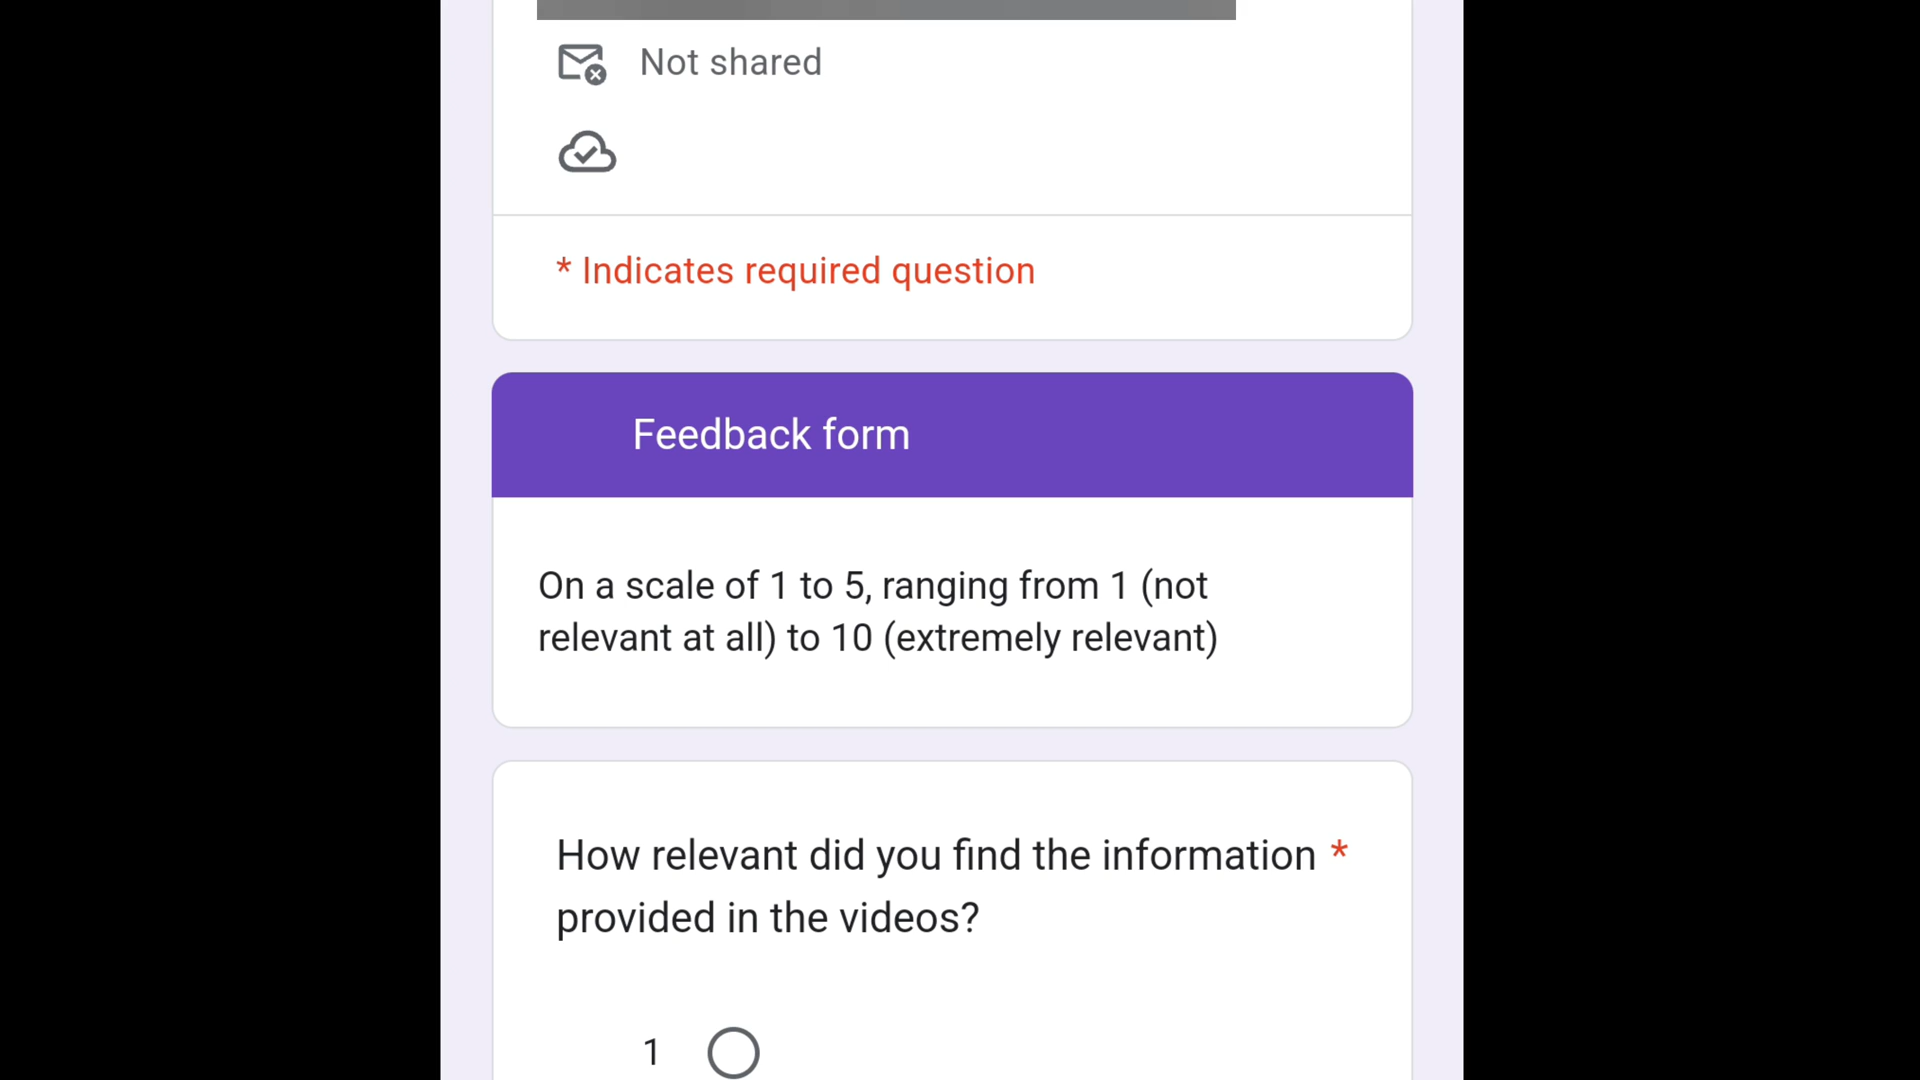 Not shared
* Indicates required question
Feedback form
On a scale of 1 to 5, ranging from 1 (not
relevant at all) to 10 (extremely relevant)
How relevant did you find the information *
provided in the videos?
1